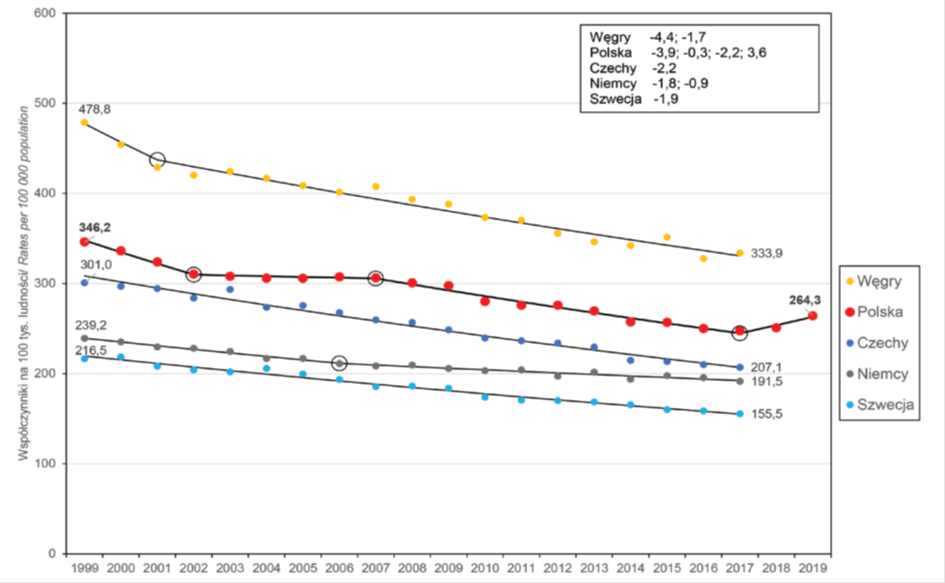 600
500
400
300
200
100
0
Współczynniki na 100 tys. ludności/ Rates per 100 000 population
Węgry -4,4; -1,7
Polska -3,9; -0,3; -2,2; 3,6
Czechy -2,2
Niemcy -1,8; -0,9
Szwecja -1,9
478,8
346,2
301,0
239,2
216,5
333,9
264,3
207,1
191,5
155,5
Węgry
Polska
Czechy
Niemcy
Szwecja
1999 2000 2001 2002 2003 2004 2005 2006 2007 2008 2009 2010 2011 2012 2013 2014 2015 2016 2017 2018 2019